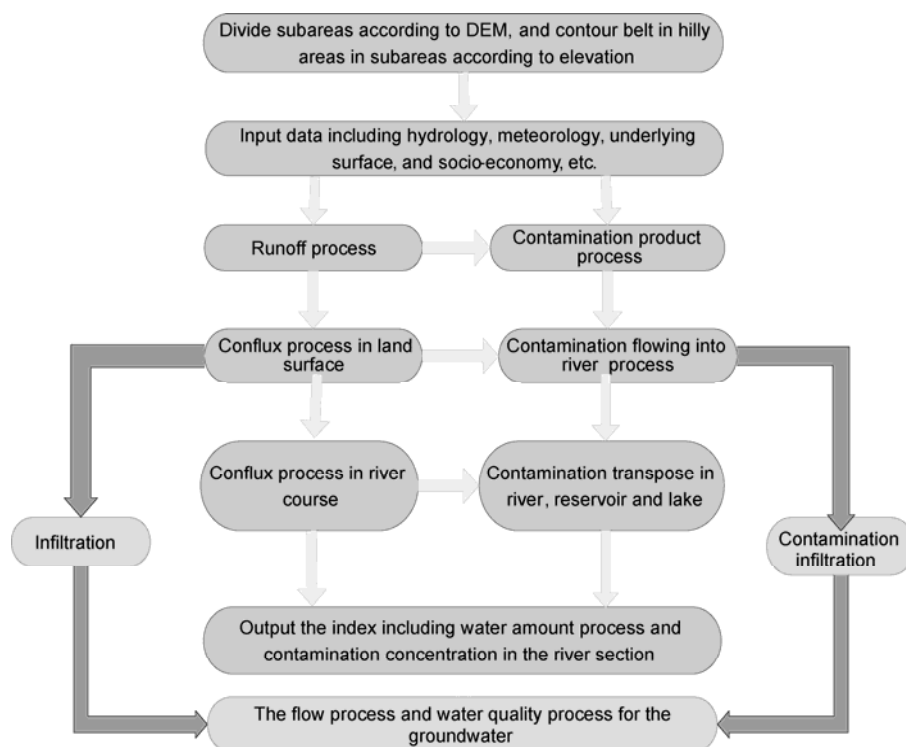 Divide subareas according to DEM, and contour belt in hilly
areas in subareas according to elevation
Input data including hydrology, meteorology, underlying
surface, and socio-economy, etc.
Runoff process
Contamination product
process
Conflux process in land
surface
Contamination flowing into
river process
Conflux process in river
course
Contamination transpose in
river, reservoir and lake
Infiltration
Contamination
infiltration
Output the index including water amount process and
contamination concentration in the river section
The flow process and water quality process for the
groundwater